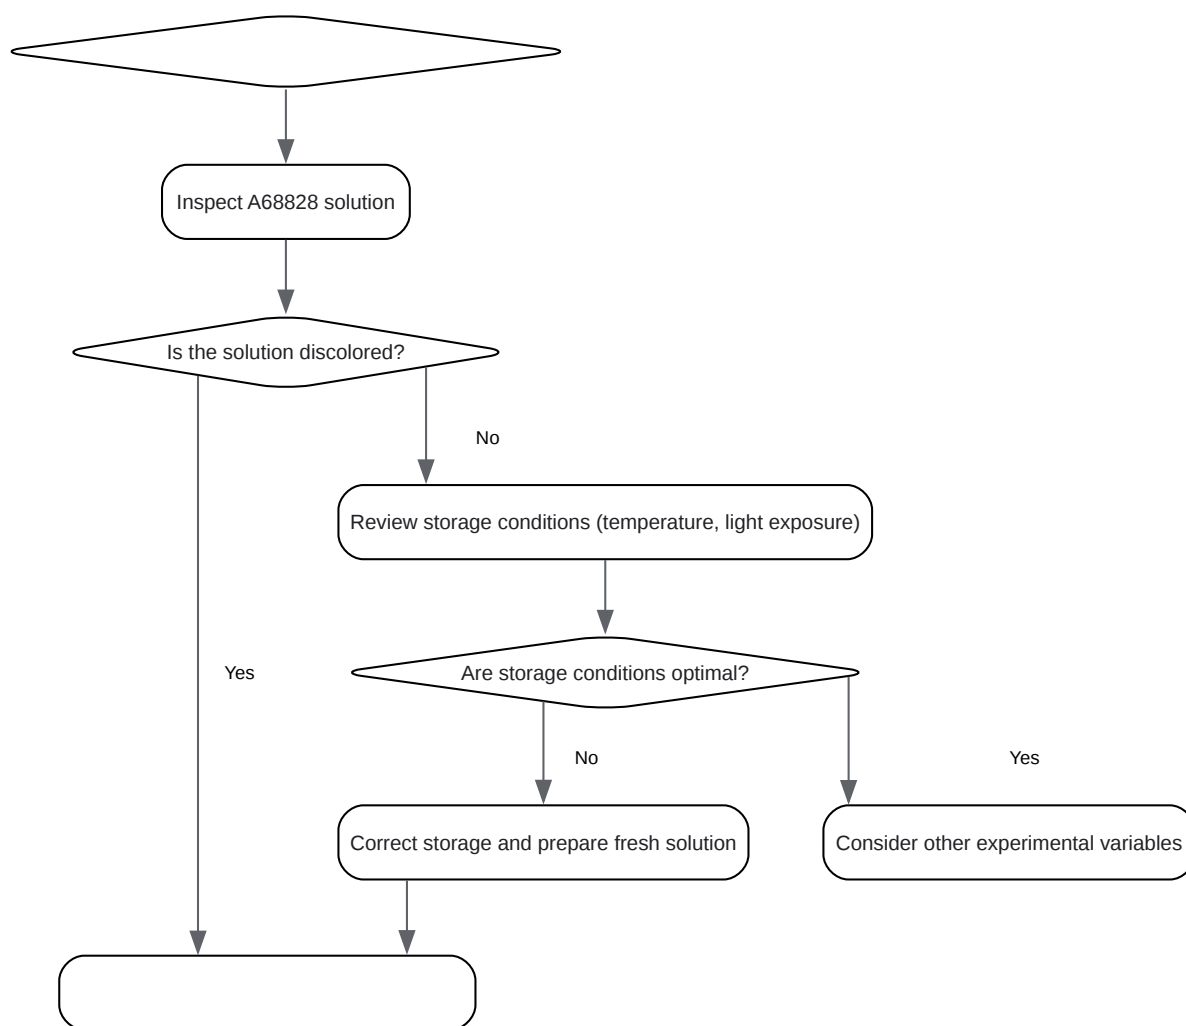 Inspect A68828 solution
Is the solution discolored?
No
Review storage conditions (temperature, light exposure)
Yes
Are storage conditions optimal?
No
Yes
Correct storage and prepare fresh solution
Consider other experimental variables